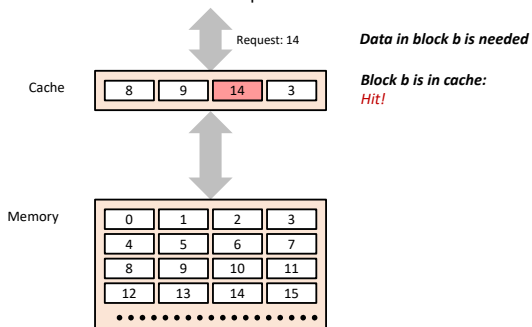 Request: 14
Data in block b is needed
Cache
8 9 14 3
Block b is in cache:
Hit!
Memory
0 1 2 3
4 5 6 7
8 9 10 11
12 13 14 15